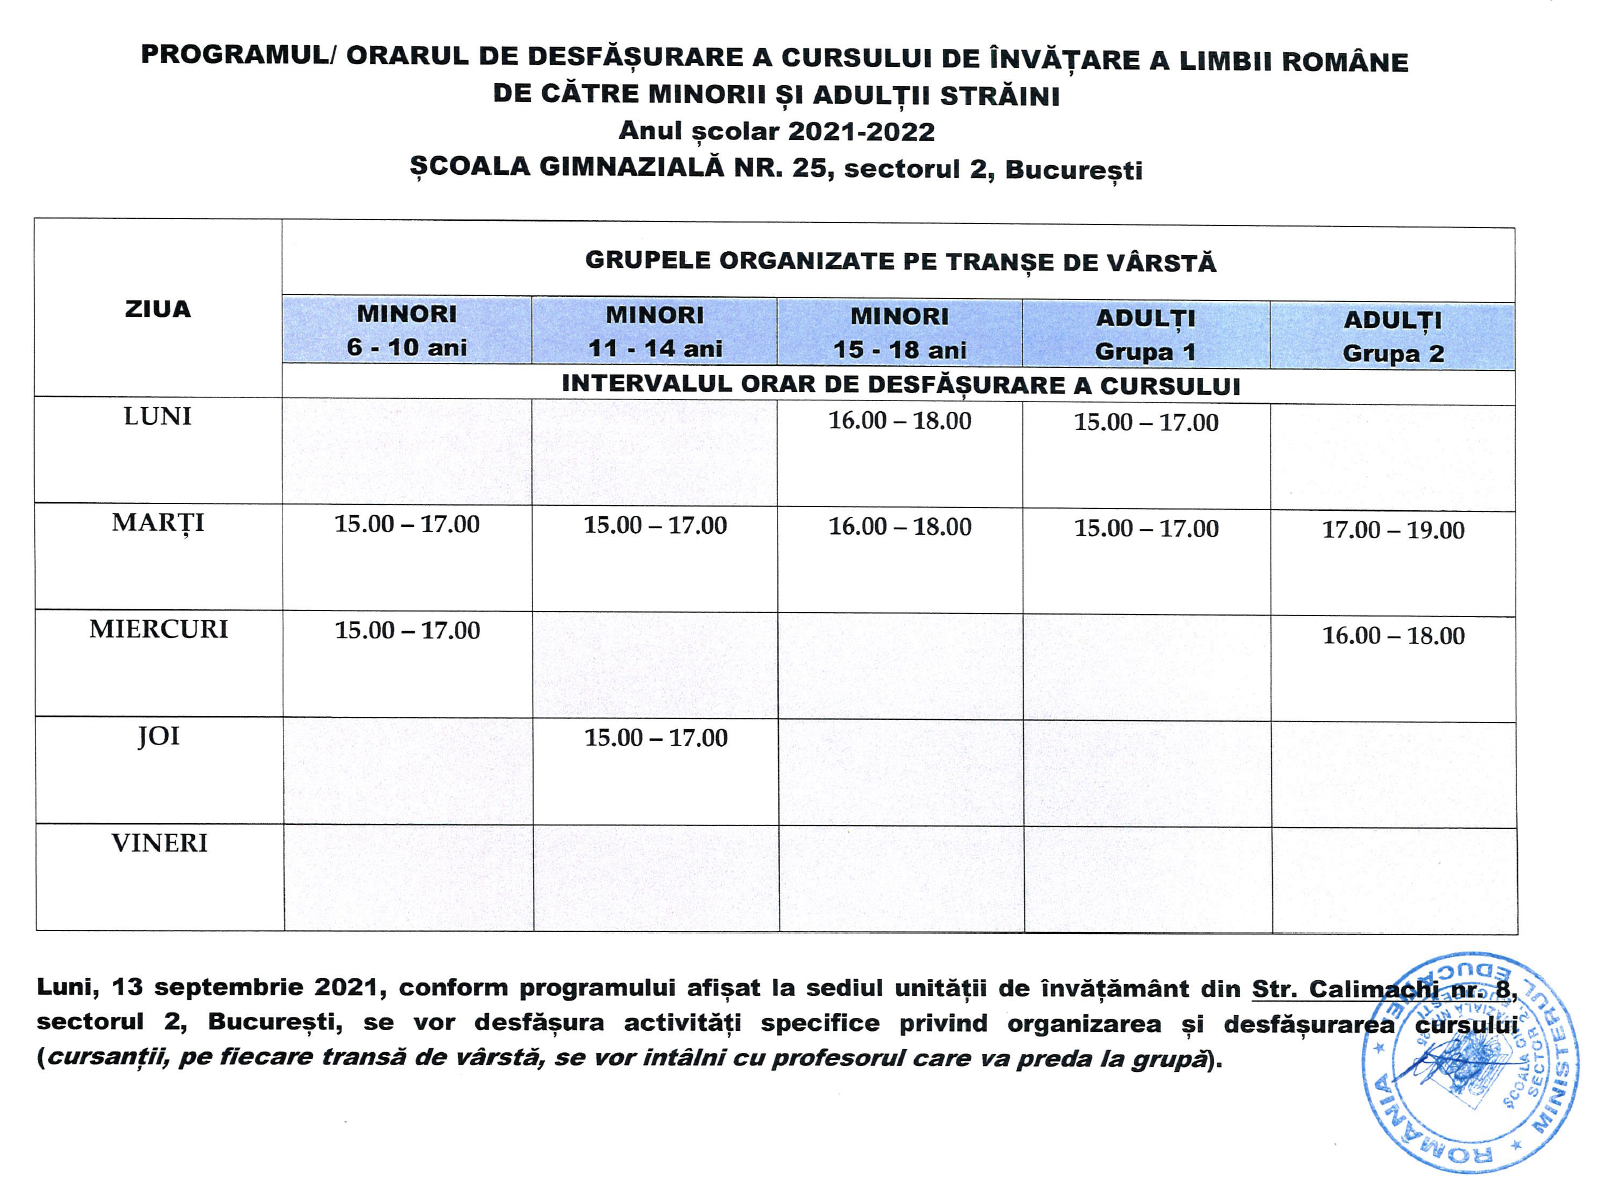 PROGRAMUL/ ORARUL DE DESFĂȘURARE A CURSULUI DE ÎNVĂȚARE A LIMBII ROMÂNE
DE CĂTRE MINORII ȘI ADULȚII STRĂINI
Anul școlar 2021-2022
ȘCOALA GIMNAZIALĂ NR. 25, sectorul 2, București
ZIUA
GRUPELE ORGANIZATE PE TRANȘE DE VÂRSTĂ
MINORI 6 - 10 ani
MINORI 11 - 14 ani
MINORI 15 - 18 ani
ADULȚI Grupa 1
ADULȚI Grupa 2
INTERVALUL ORAR DE DESFĂȘURARE A CURSULUI
LUNI 16.00 – 18.00 15.00 – 17.00
MARȚI 15.00 – 17.00 15.00 – 17.00 16.00 – 18.00 15.00 – 17.00 17.00 – 19.00
MIERCURI 15.00 – 17.00 16.00 – 18.00
JOI 15.00 – 17.00
VINERI
Luni, 13 septembrie 2021, conform programului afișat la sediul unității de învățământ din Str. Calimachi nr. 8,
sectorul 2, București, se vor desfășura activități specifice privind organizarea și desfășurarea cursului
(cursanții, pe fiecare transă de vârstă, se vor intâlni cu profesorul care va preda la grupă).
ROMÂNIA ★ MINISTERUL EDUCAȚIEI ★
ȘCOALA GIMNAZIALĂ NR. 25
SECTOR 2